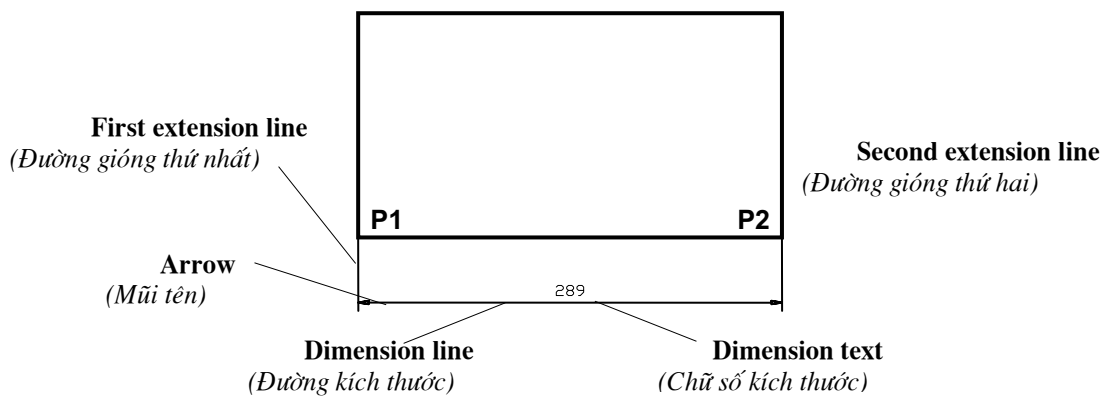 First extension line
(Đường gióng thứ nhất)
Second extension line
(Đường gióng thứ hai)
P1
P2
Arrow
(Mũi tên)
289
Dimension line
(Đường kích thước)
Dimension text
(Chữ số kích thước)